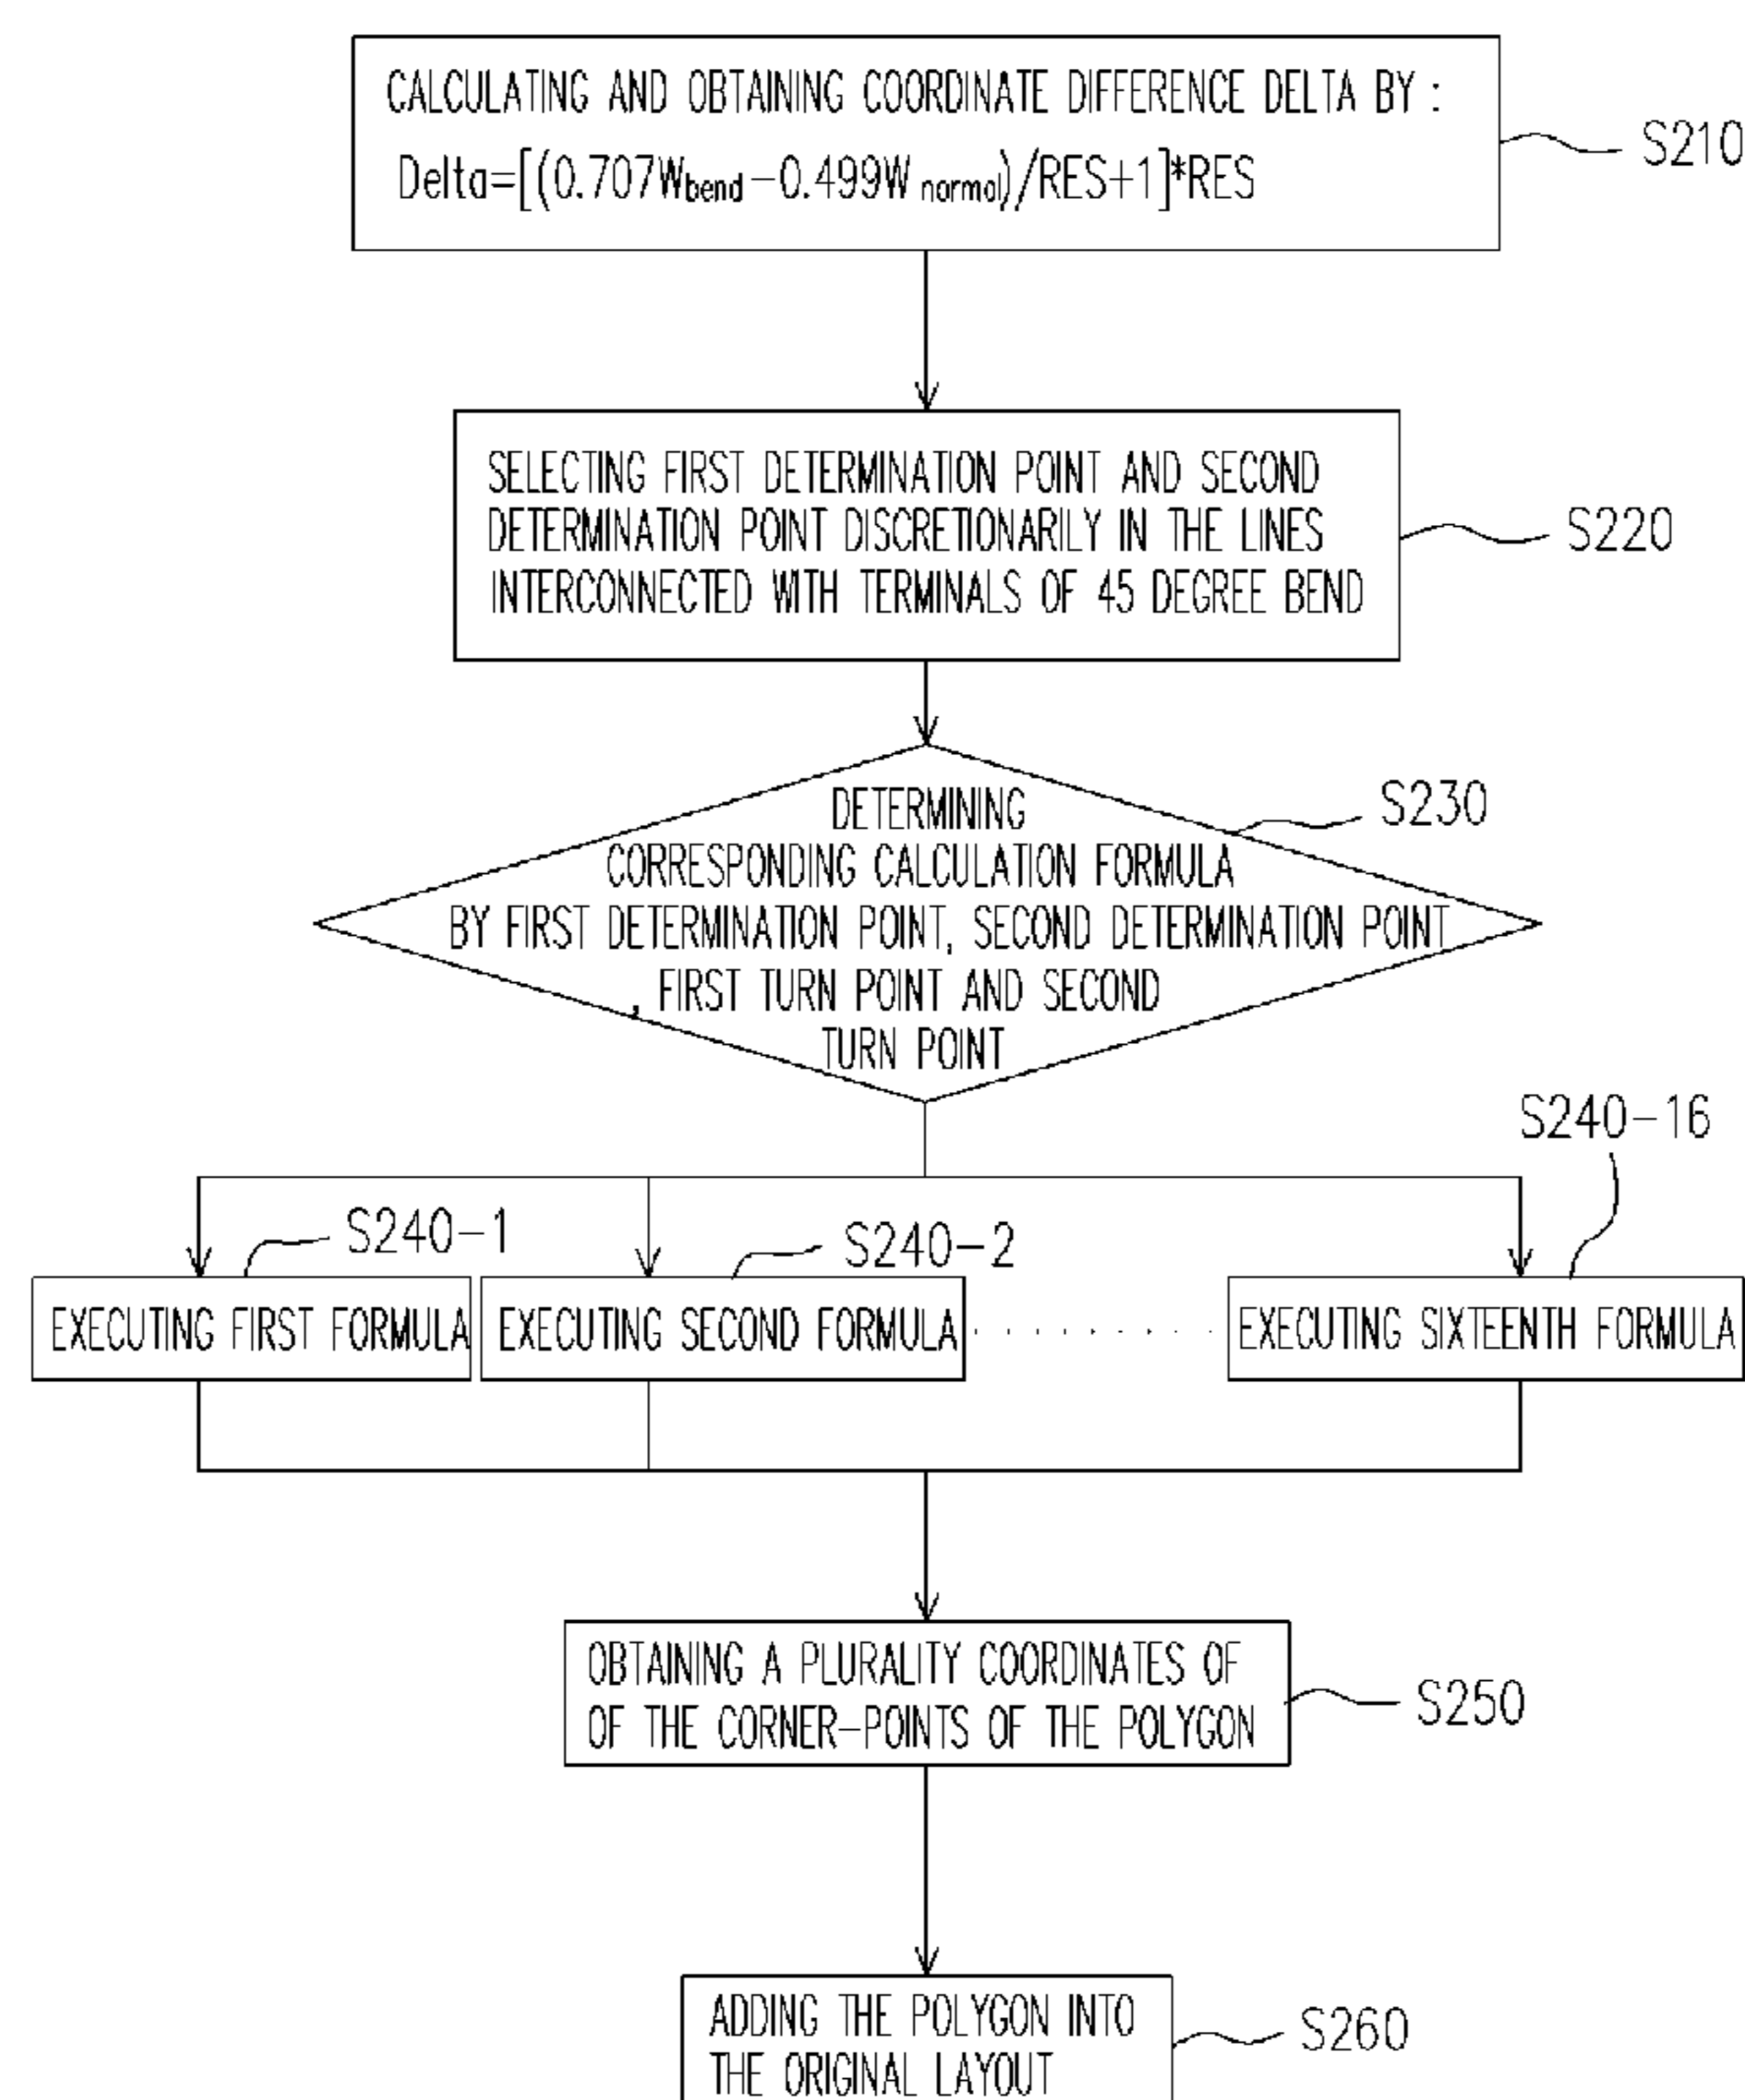 CALCULATING AND OBTAINING COORDINATE DIFFERENCE DELTA BY :
Delta=[(0.707Wbend-0.499Wnormal)/RES+1]*RES
S210
SELECTING FIRST DETERMINATION POINT AND SECOND
DETERMINATION POINT DISCRETIONARILY IN THE LINES
INTERCONNECTED WITH TERMINALS OF 45 DEGREE BEND
S220
DETERMINING
CORRESPONDING CALCULATION FORMULA
BY FIRST DETERMINATION POINT, SECOND DETERMINATION POINT
, FIRST TURN POINT AND SECOND
TURN POINT
S230
S240-1
EXECUTING FIRST FORMULA
S240-2
EXECUTING SECOND FORMULA
S240-16
EXECUTING SIXTEENTH FORMULA
OBTAINING A PLURALITY COORDINATES OF
OF THE CORNER-POINTS OF THE POLYGON
S250
ADDING THE POLYGON INTO
THE ORIGINAL LAYOUT
S260